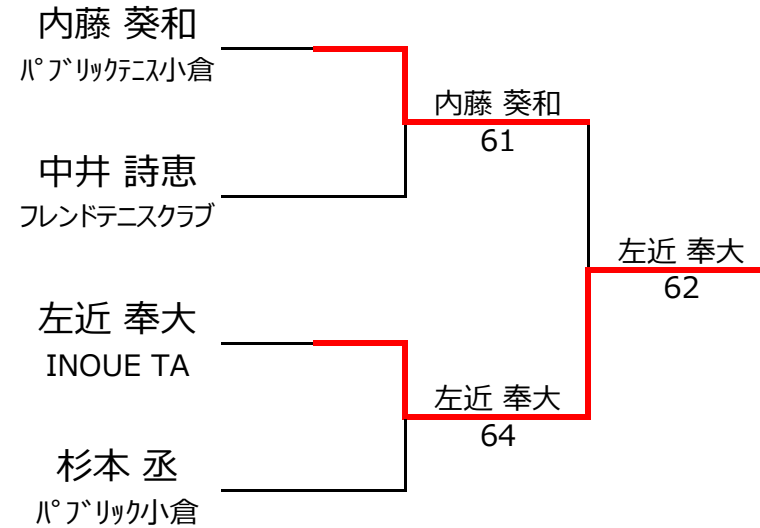 内藤 葵和
ﾊﾟﾌﾞﾘｯｸﾃﾆｽ小倉
内藤 葵和
61
中井 詩恵
フレンドテニスクラブ
左近 奉大
62
左近 奉大
INOUE TA
左近 奉大
64
杉本 丞
ﾊﾟﾌﾞﾘｯｸ小倉